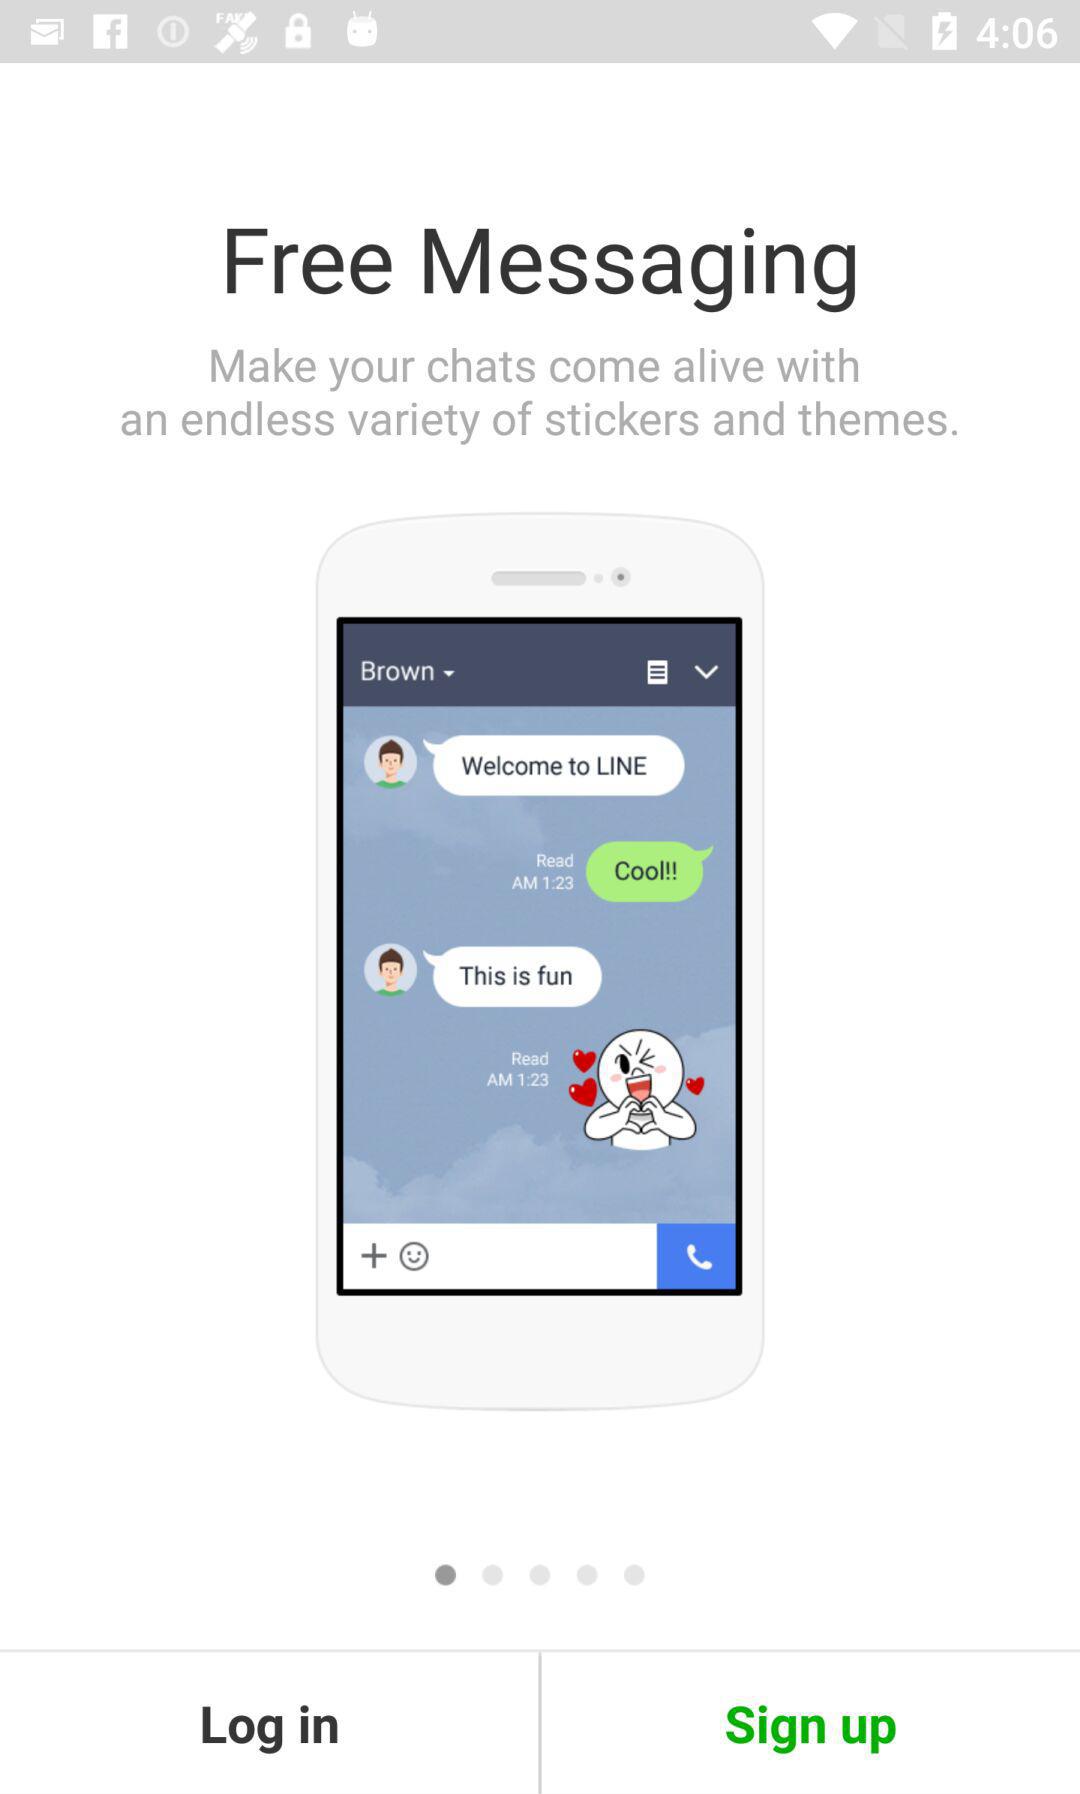 FAKE
4:06
Free Messaging
Make your chats come alive with
an endless variety of stickers and themes.
Brown
Welcome to LINE
Read
AM 1:23
Cool!!
This is fun
Read
AM 1:23
Log in
Sign up